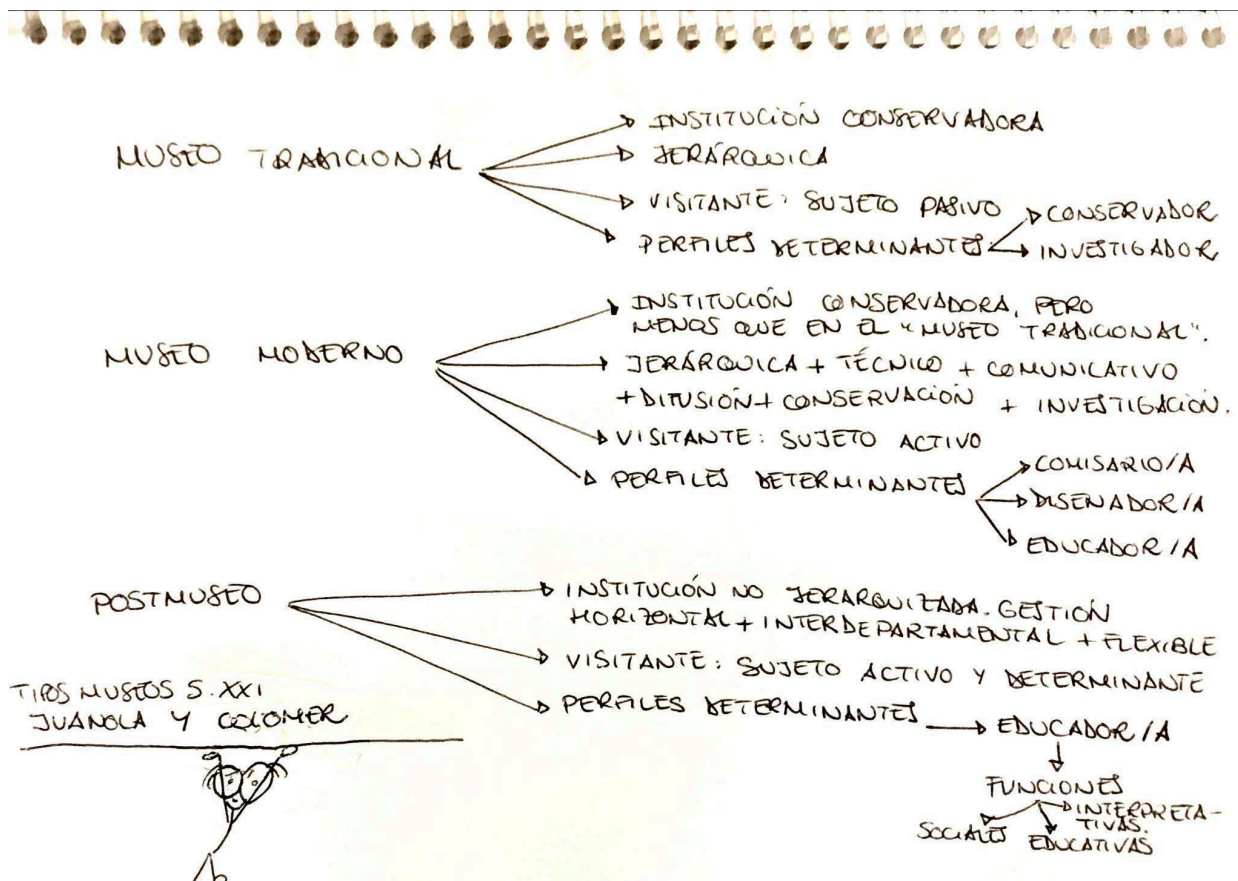 MUSEO TRADICIONAL
INSTITUCIÓN CONSERVADORA
JERÁRQUICA
VISITANTE: SUJETO PASIVO
PERFILES DETERMINANTES:
CONSERVADOR
INVESTIGADOR
MUSEO MODERNO
INSTITUCIÓN CONSERVADORA, PERO
MENOS QUE EN EL "MUSEO TRADICIONAL".
JERÁRQUICA + TÉCNICO + COMUNICATIVO
+ DIFUSIÓN + CONSERVACIÓN + INVESTIGACIÓN.
VISITANTE: SUJETO ACTIVO
PERFILES DETERMINANTES
COMISARIO/A
DISENADOR/A
EDUCADOR/A
POSTMUSEO
INSTITUCIÓN NO JERARQUIZADA. GESTIÓN
HORIZONTAL + INTERDEPARTAMENTAL + FLEXIBLE
VISITANTE: SUJETO ACTIVO Y DETERMINANTE
PERFILES DETERMINANTES
EDUCADOR/A
FUNCIONES
INTERPRETA-
TIVAS.
SOCIALES
EDUCATIVAS
TIPOS MUSEOS S. XXI
JUANOLA Y COLOMER